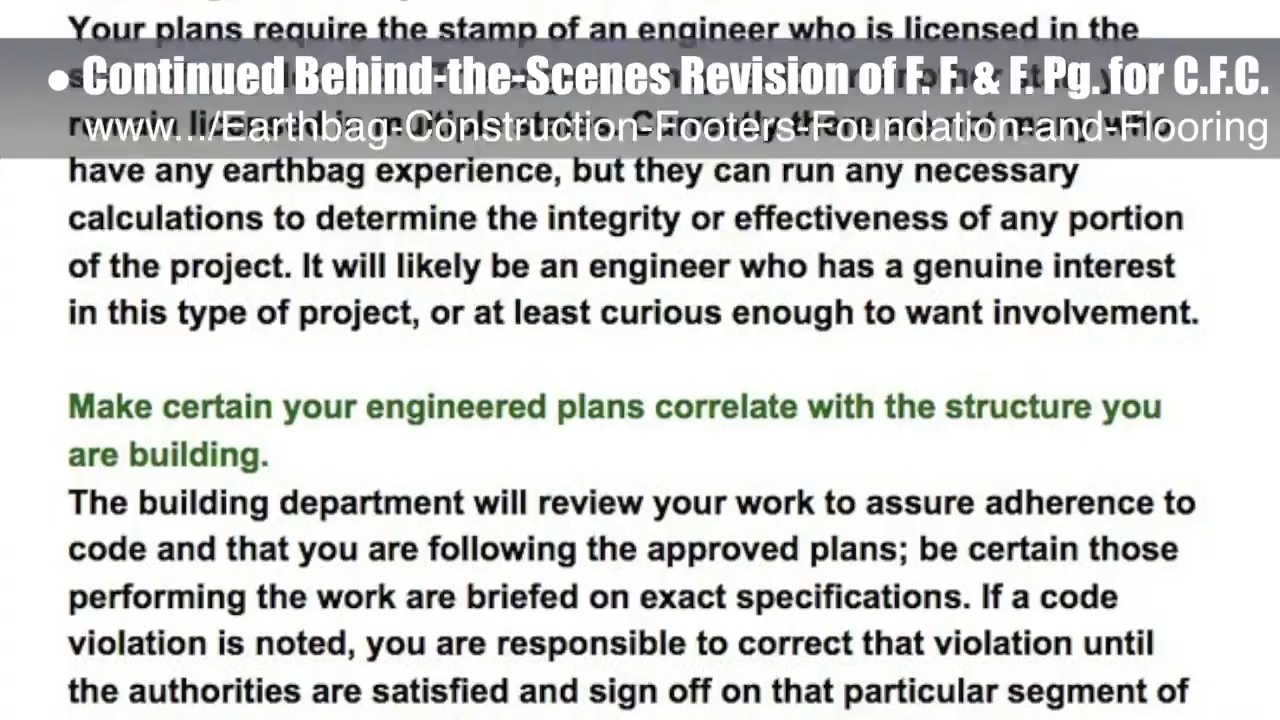 Your plans require the stamp of an engineer who is licensed in the
• Continued Behind-the-Scenes Revision of F. F. & F. Pg. for C.F.C.
www.../Earthbag-Construction-Footers-Foundation-and-Flooring
have any earthbag experience, but they can run any necessary
calculations to determine the integrity or effectiveness of any portion
of the project. It will likely be an engineer who has a genuine interest
in this type of project, or at least curious enough to want involvement.
Make certain your engineered plans correlate with the structure you
are building.
The building department will review your work to assure adherence to
code and that you are following the approved plans; be certain those
performing the work are briefed on exact specifications. If a code
violation is noted, you are responsible to correct that violation until
the authorities are satisfied and sign off on that particular segment of